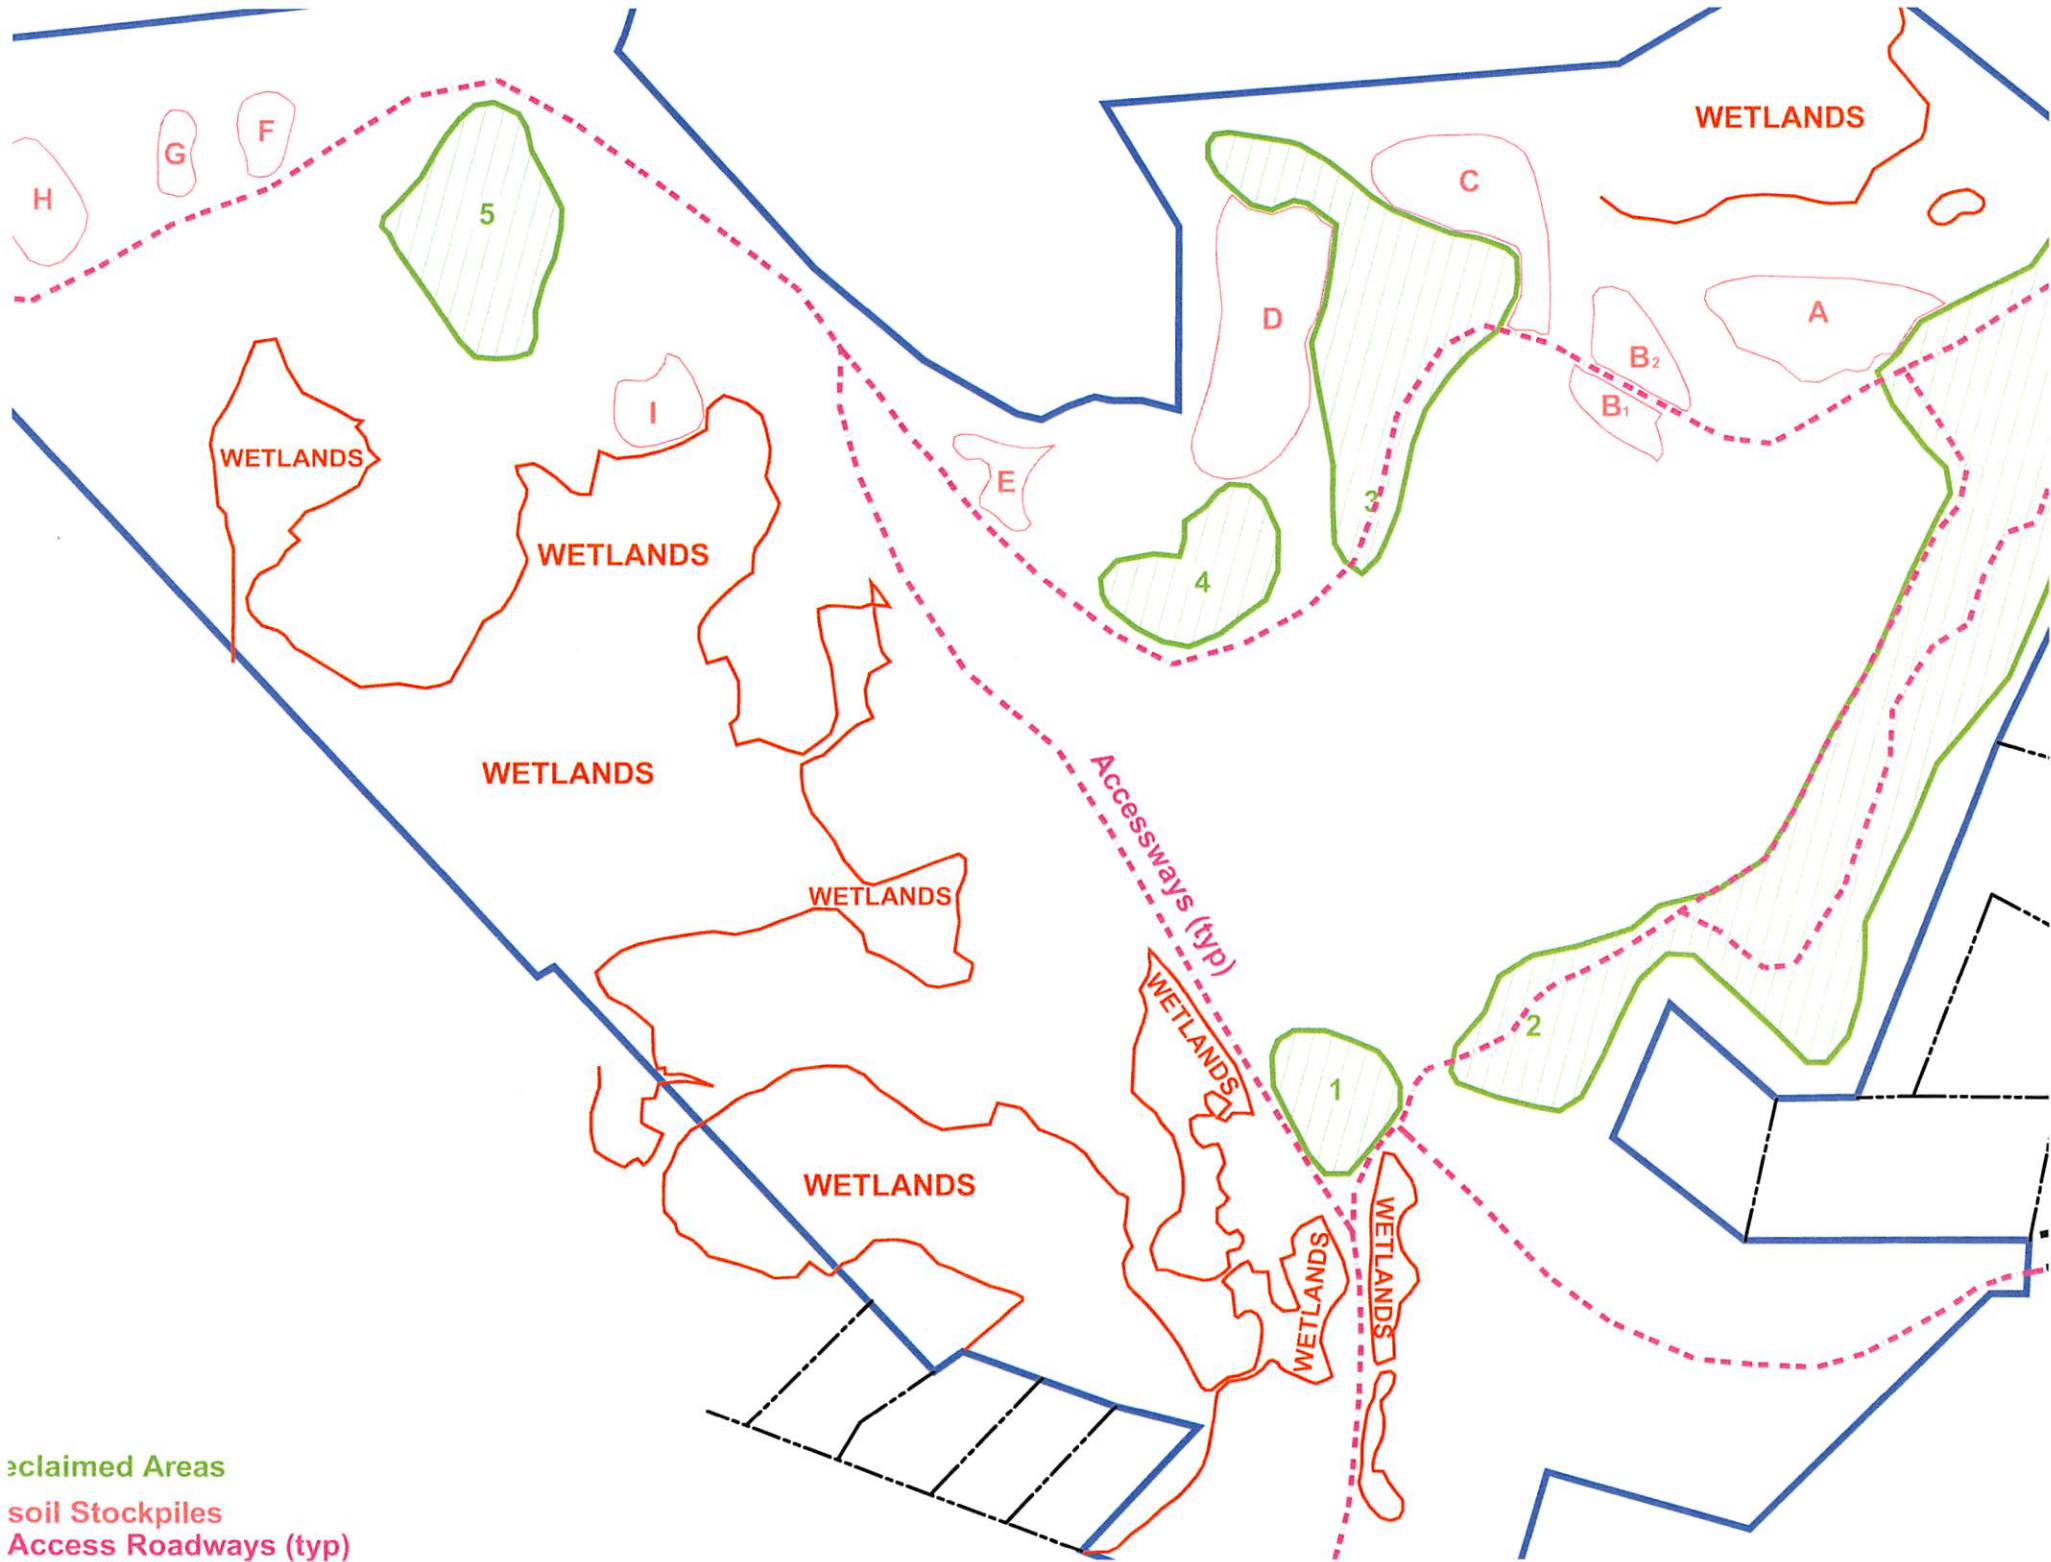 WETLANDS
F
G
H
5
C
D
A
B2
B1
I
E
3
4
WETLANDS
WETLANDS
WETLANDS
WETLANDS
Accessways (typ)
WETLANDS
2
1
WETLANDS
WETLANDS
WETLANDS
eclaimed Areas
soil Stockpiles
Access Roadways (typ)